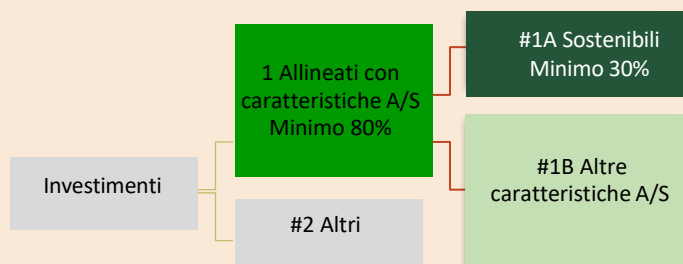 Investimenti
1 Allineati con
caratteristiche A/S
Minimo 80%
#2 Altri
#1A Sostenibili
Minimo 30%
#1B Altre
caratteristiche A/S